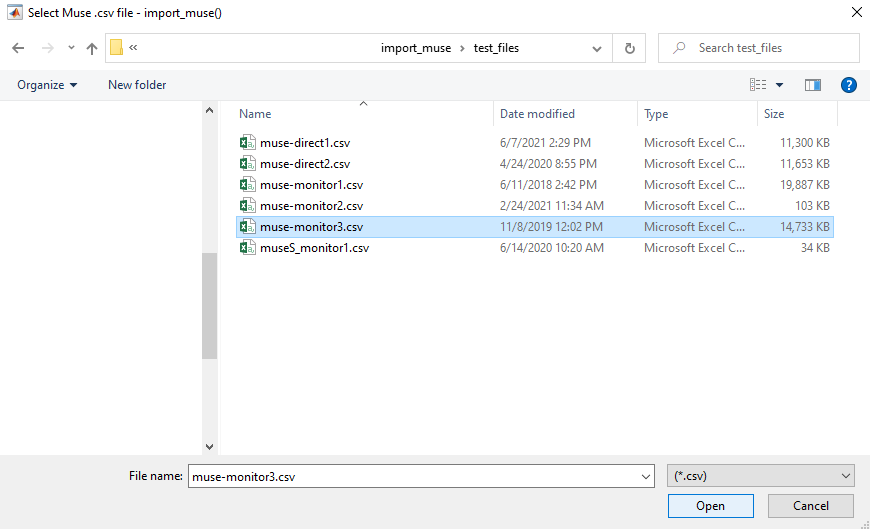 Select Muse .csv file - import_muse()
« import_muse › test_files
Search test_files
Organize New folder
Name Date modified Type Size
muse-direct1.csv 6/7/2021 2:29 PM Microsoft Excel C... 11,300 KB
muse-direct2.csv 4/24/2020 8:55 PM Microsoft Excel C... 11,653 KB
muse-monitor1.csv 6/11/2018 2:42 PM Microsoft Excel C... 19,887 KB
muse-monitor2.csv 2/24/2021 11:34 AM Microsoft Excel C... 103 KB
muse-monitor3.csv 11/8/2019 12:02 PM Microsoft Excel C... 14,733 KB
museS_monitor1.csv 6/14/2020 10:20 AM Microsoft Excel C... 34 KB
File name: muse-monitor3.csv (*.csv)
Open Cancel